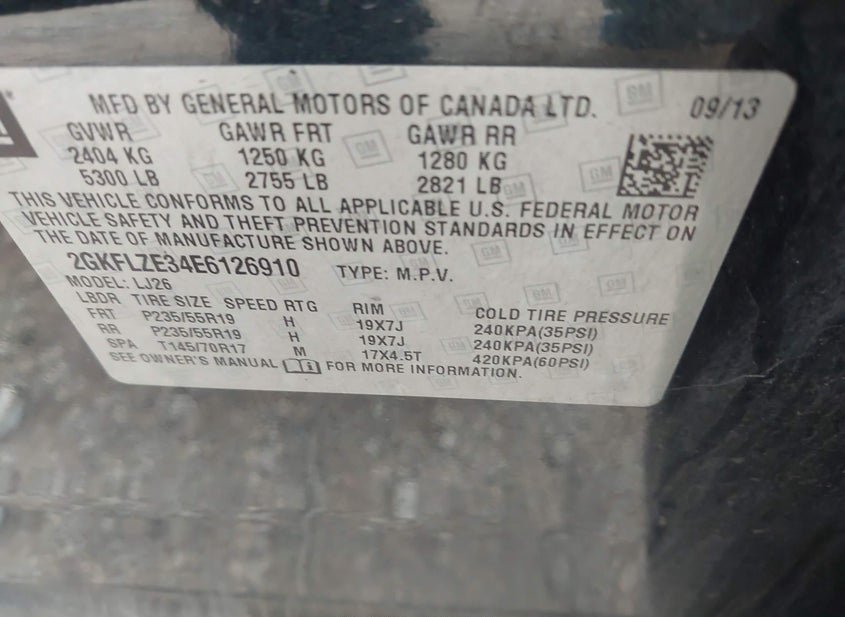 MFD BY GENERAL MOTORS OF CANADA LTD. 09/13
GVWR GAWR FRT GAWR RR
2404 KG 1250 KG 1280 KG
5300 LB 2755 LB 2821 LB
THIS VEHICLE CONFORMS TO ALL APPLICABLE U.S. FEDERAL MOTOR
VEHICLE SAFETY AND THEFT PREVENTION STANDARDS IN EFFECT ON
THE DATE OF MANUFACTURE SHOWN ABOVE.
2GKFLZE34E6126910 TYPE: M.P.V.
MODEL: LJ26
LBDR TIRE SIZE SPEED RTG RIM COLD TIRE PRESSURE
FRT P235/55R19 H 19X7J 240KPA(35PSI)
RR P235/55R19 H 19X7J 240KPA(35PSI)
SPA T145/70R17 M 17X4.5T 420KPA(60PSI)
SEE OWNER'S MANUAL FOR MORE INFORMATION.